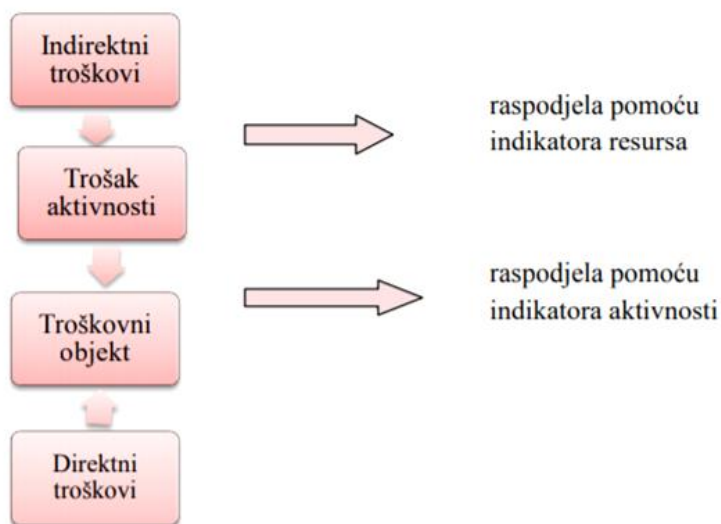 Indirektni
troškovi
raspodjela pomoću
indikatora resursa
Trošak
aktivnosti
raspodjela pomoću
indikatora aktivnosti
Troškovni
objekt
Direktni
troškovi